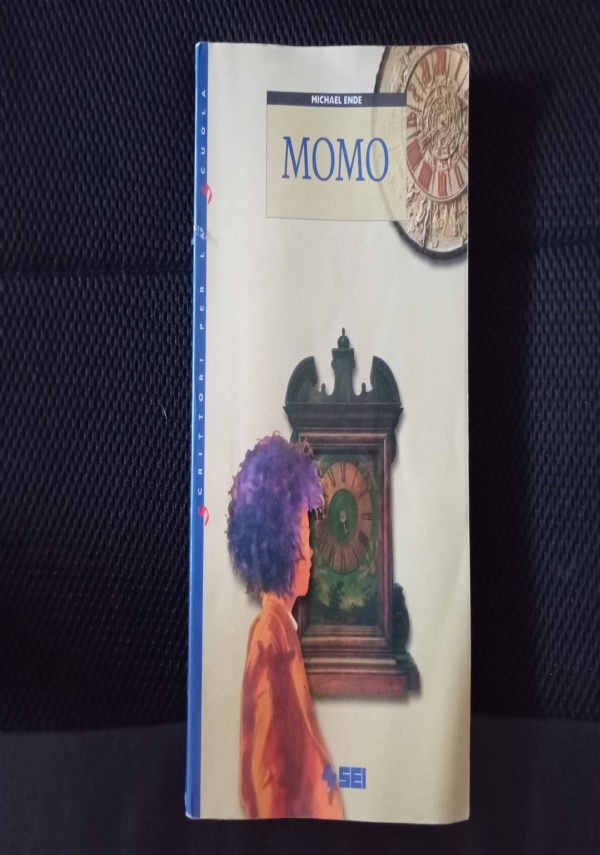 MICHAEL ENDE
MOMO
SCRITTORI PER LA SCUOLA
SEI